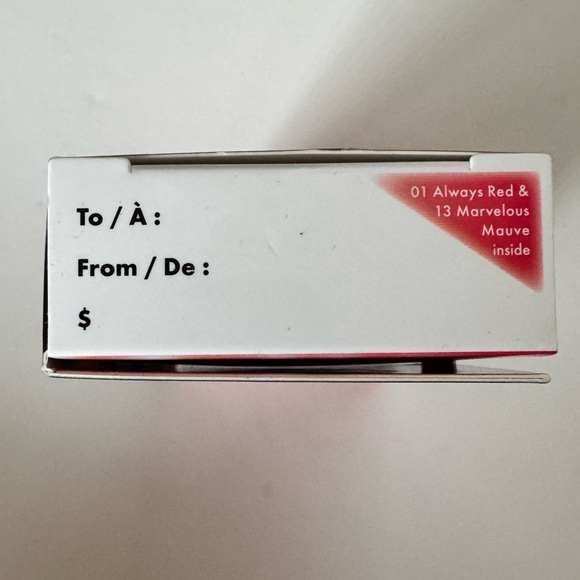 To / À :
From / De :
$
01 Always Red &
13 Marvelous
Mauve
inside